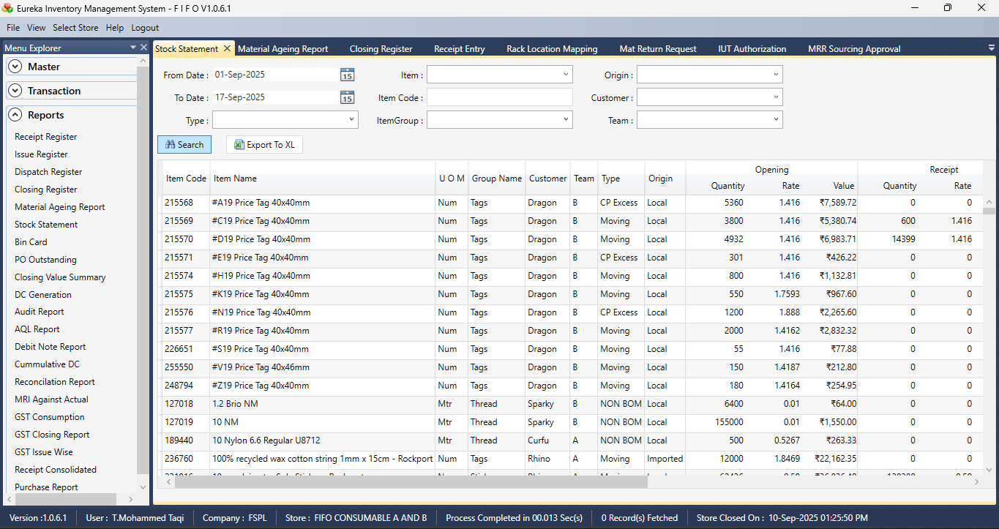 Eureka Inventory Management System - F I F O V1.0.6.1
File View Select Store Help Logout
Menu Explorer
Master
Transaction
Reports
Receipt Register
Issue Register
Dispatch Register
Closing Register
Material Ageing Report
Stock Statement
Bin Card
PO Outstanding
Closing Value Summary
DC Generation
Audit Report
AQL Report
Debit Note Report
Cummulative DC
Reconcilation Report
MRI Against Actual
GST Consumption
GST Closing Report
GST Issue Wise
Receipt Consolidated
Purchase Report
Stock Statement Material Ageing Report Closing Register Receipt Entry Rack Location Mapping Mat Return Request IUT Authorization MRR Sourcing Approval
From Date : 01-Sep-2025 15 Item : Origin :
To Date : 17-Sep-2025 15 Item Code : Customer :
Type : ItemGroup : Team :
Search Export To XL
Opening Receipt
Item Code Item Name U O M Group Name Customer Team Type Origin Quantity Rate Value Quantity Rate
215568 #A19 Price Tag 40x40mm Num Tags Dragon B CP Excess Local 5360 1.416 ₹7,589.72 0 0
215569 #C19 Price Tag 40x40mm Num Tags Dragon B Moving Local 3800 1.416 ₹5,380.74 600 1.416
215570 #D19 Price Tag 40x40mm Num Tags Dragon B Moving Local 4932 1.416 ₹6,983.71 14399 1.416
215571 #E19 Price Tag 40x40mm Num Tags Dragon B CP Excess Local 301 1.416 ₹426.22 0 0
215574 #H19 Price Tag 40x40mm Num Tags Dragon B Moving Local 800 1.416 ₹1,132.81 0 0
215575 #K19 Price Tag 40x40mm Num Tags Dragon B Moving Local 550 1.7593 ₹967.60 0 0
215576 #N19 Price Tag 40x40mm Num Tags Dragon B CP Excess Local 1200 1.888 ₹2,265.60 0 0
215577 #R19 Price Tag 40x40mm Num Tags Dragon B Moving Local 2000 1.4162 ₹2,832.32 0 0
226651 #S19 Price Tag 40x40mm Num Tags Dragon B Moving Local 55 1.416 ₹77.88 0 0
255550 #V19 Price Tag 40x46mm Num Tags Dragon B Moving Local 150 1.4187 ₹212.80 0 0
248794 #Z19 Price Tag 40x40mm Num Tags Dragon B Moving Local 180 1.4164 ₹254.95 0 0
127018 1.2 Brio NM Mtr Thread Sparky B NON BOM Local 6400 0.01 ₹64.00 0 0
127019 10 NM Mtr Thread Sparky B NON BOM Local 155000 0.01 ₹1,550.00 0 0
189440 10 Nylon 6.6 Regular U8712 Mtr Thread Curfu A NON BOM Local 500 0.5267 ₹263.33 0 0
236760 100% recycled wax cotton string 1mm x 15cm - Rockport Num Tags Rhino A Moving Imported 12000 1.8469 ₹22,162.35 0 0
Version :1.0.6.1 User : T.Mohammed Taqi Company : FSPL Store : FIFO CONSUMABLE A AND B Process Completed in 00.013 Sec(s) 0 Record(s) Fetched Store Closed On : 10-Sep-2025 01:25:50 PM